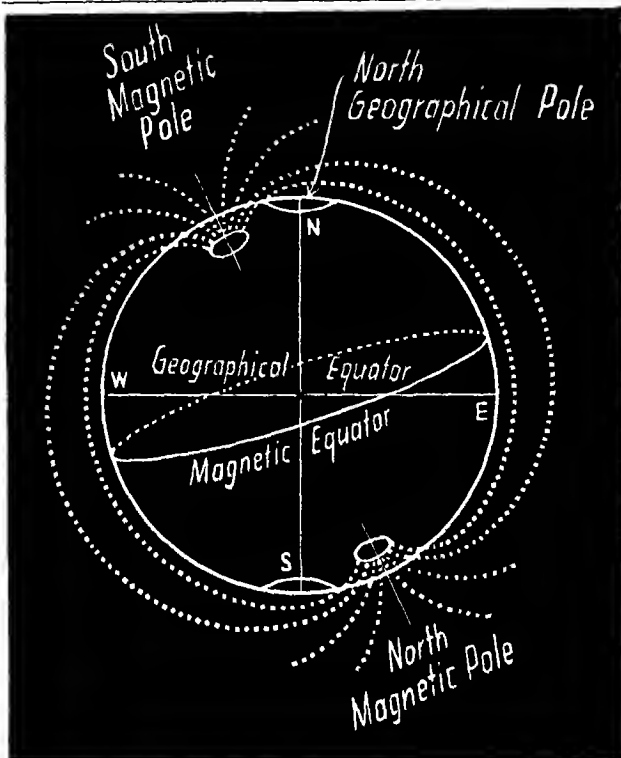 South
Magnetic
Pole
North
Geographical Pole
N
Geographical Equator
W
E
Magnetic Equator
S
North
Magnetic Pole